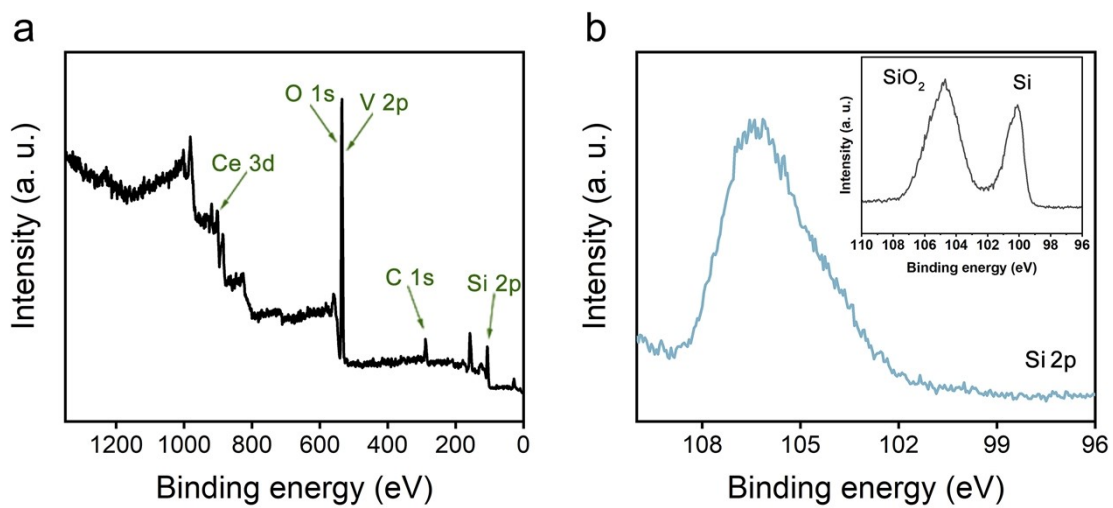 a
Intensity (a. u.)
O 1s
V 2p
Ce 3d
C 1s
Si 2p
1200 1000 800 600 400 200 0
Binding energy (eV)
b
Intensity (a. u.)
SiO₂
Si
Intensity (a. u.)
110 108 106 104 102 100 98 96
Binding energy (eV)
Si 2p
108 105 102 99 96
Binding energy (eV)